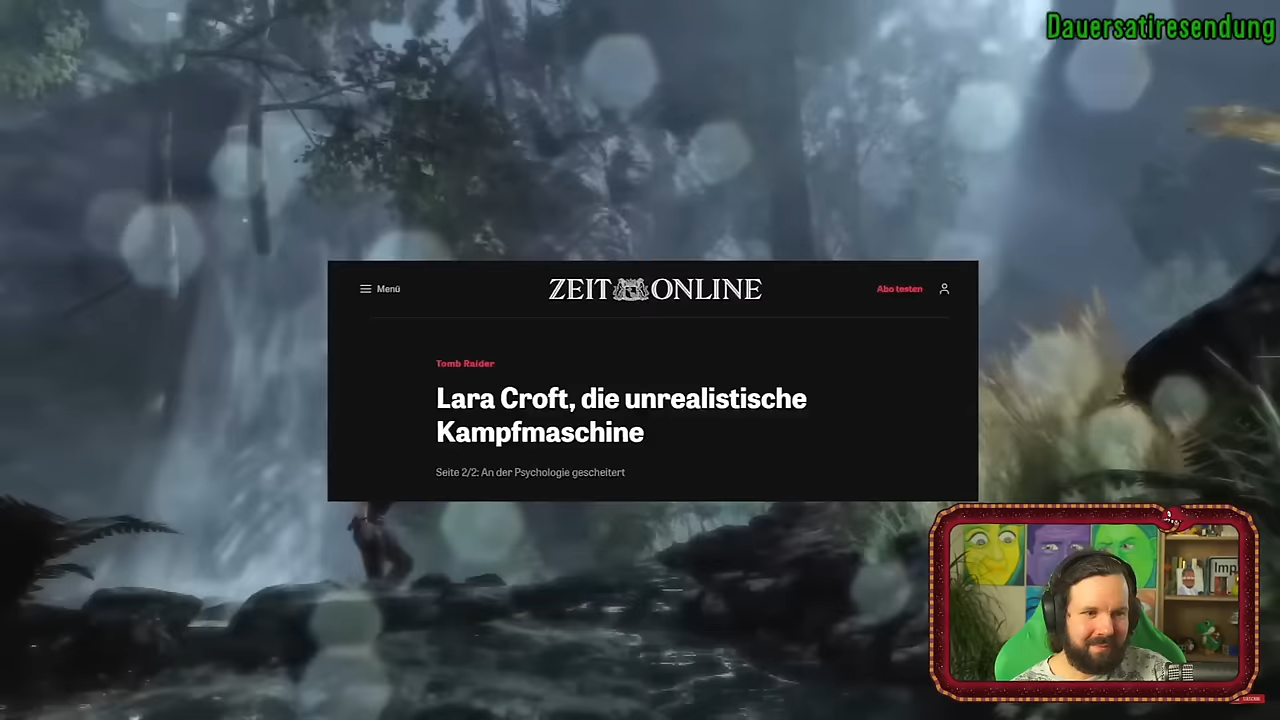 Dauersatiresendung
Menü
ZEIT ONLINE
Abo testen
Tomb Raider
Lara Croft, die unrealistische
Kampfmaschine
Seite 2/2: An der Psychologie gescheitert
Imp